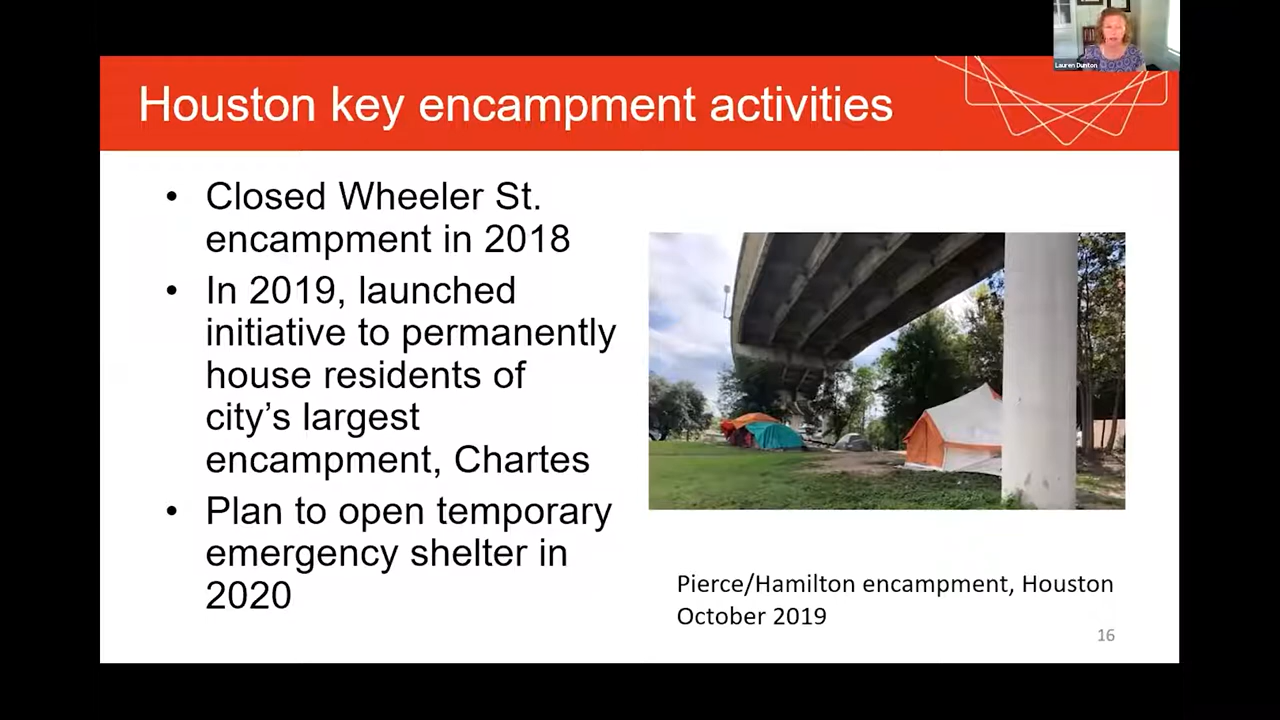 Lauren Dunton
Houston key encampment activities
• Closed Wheeler St.
encampment in 2018
• In 2019, launched
initiative to permanently
house residents of
city’s largest
encampment, Chartes
• Plan to open temporary
emergency shelter in
2020
Pierce/Hamilton encampment, Houston
October 2019
16